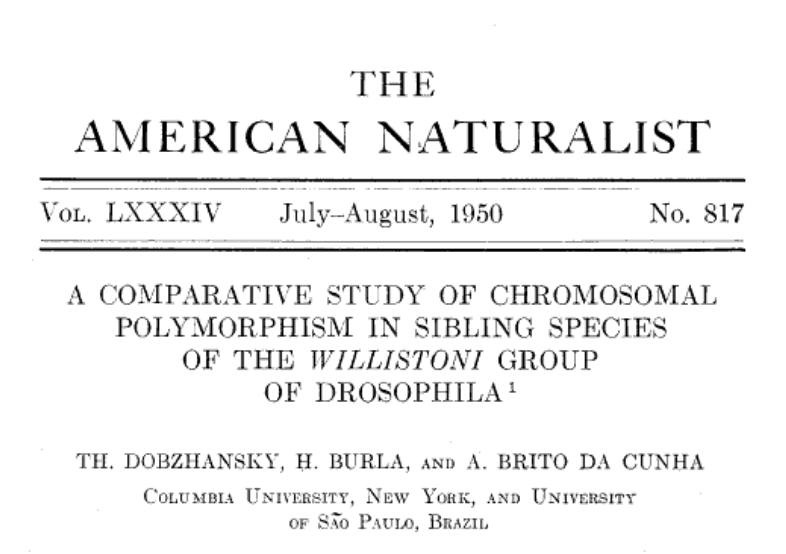 THE
AMERICAN NATURALIST
Vol. LXXXIV July–August, 1950 No. 817
A COMPARATIVE STUDY OF CHROMOSOMAL
POLYMORPHISM IN SIBLING SPECIES
OF THE WILLISTONI GROUP
OF DROSOPHILA¹
TH. DOBZHANSKY, H. BURLA, AND A. BRITO DA CUNHA
Columbia University, New York, and University
of São Paulo, Brazil